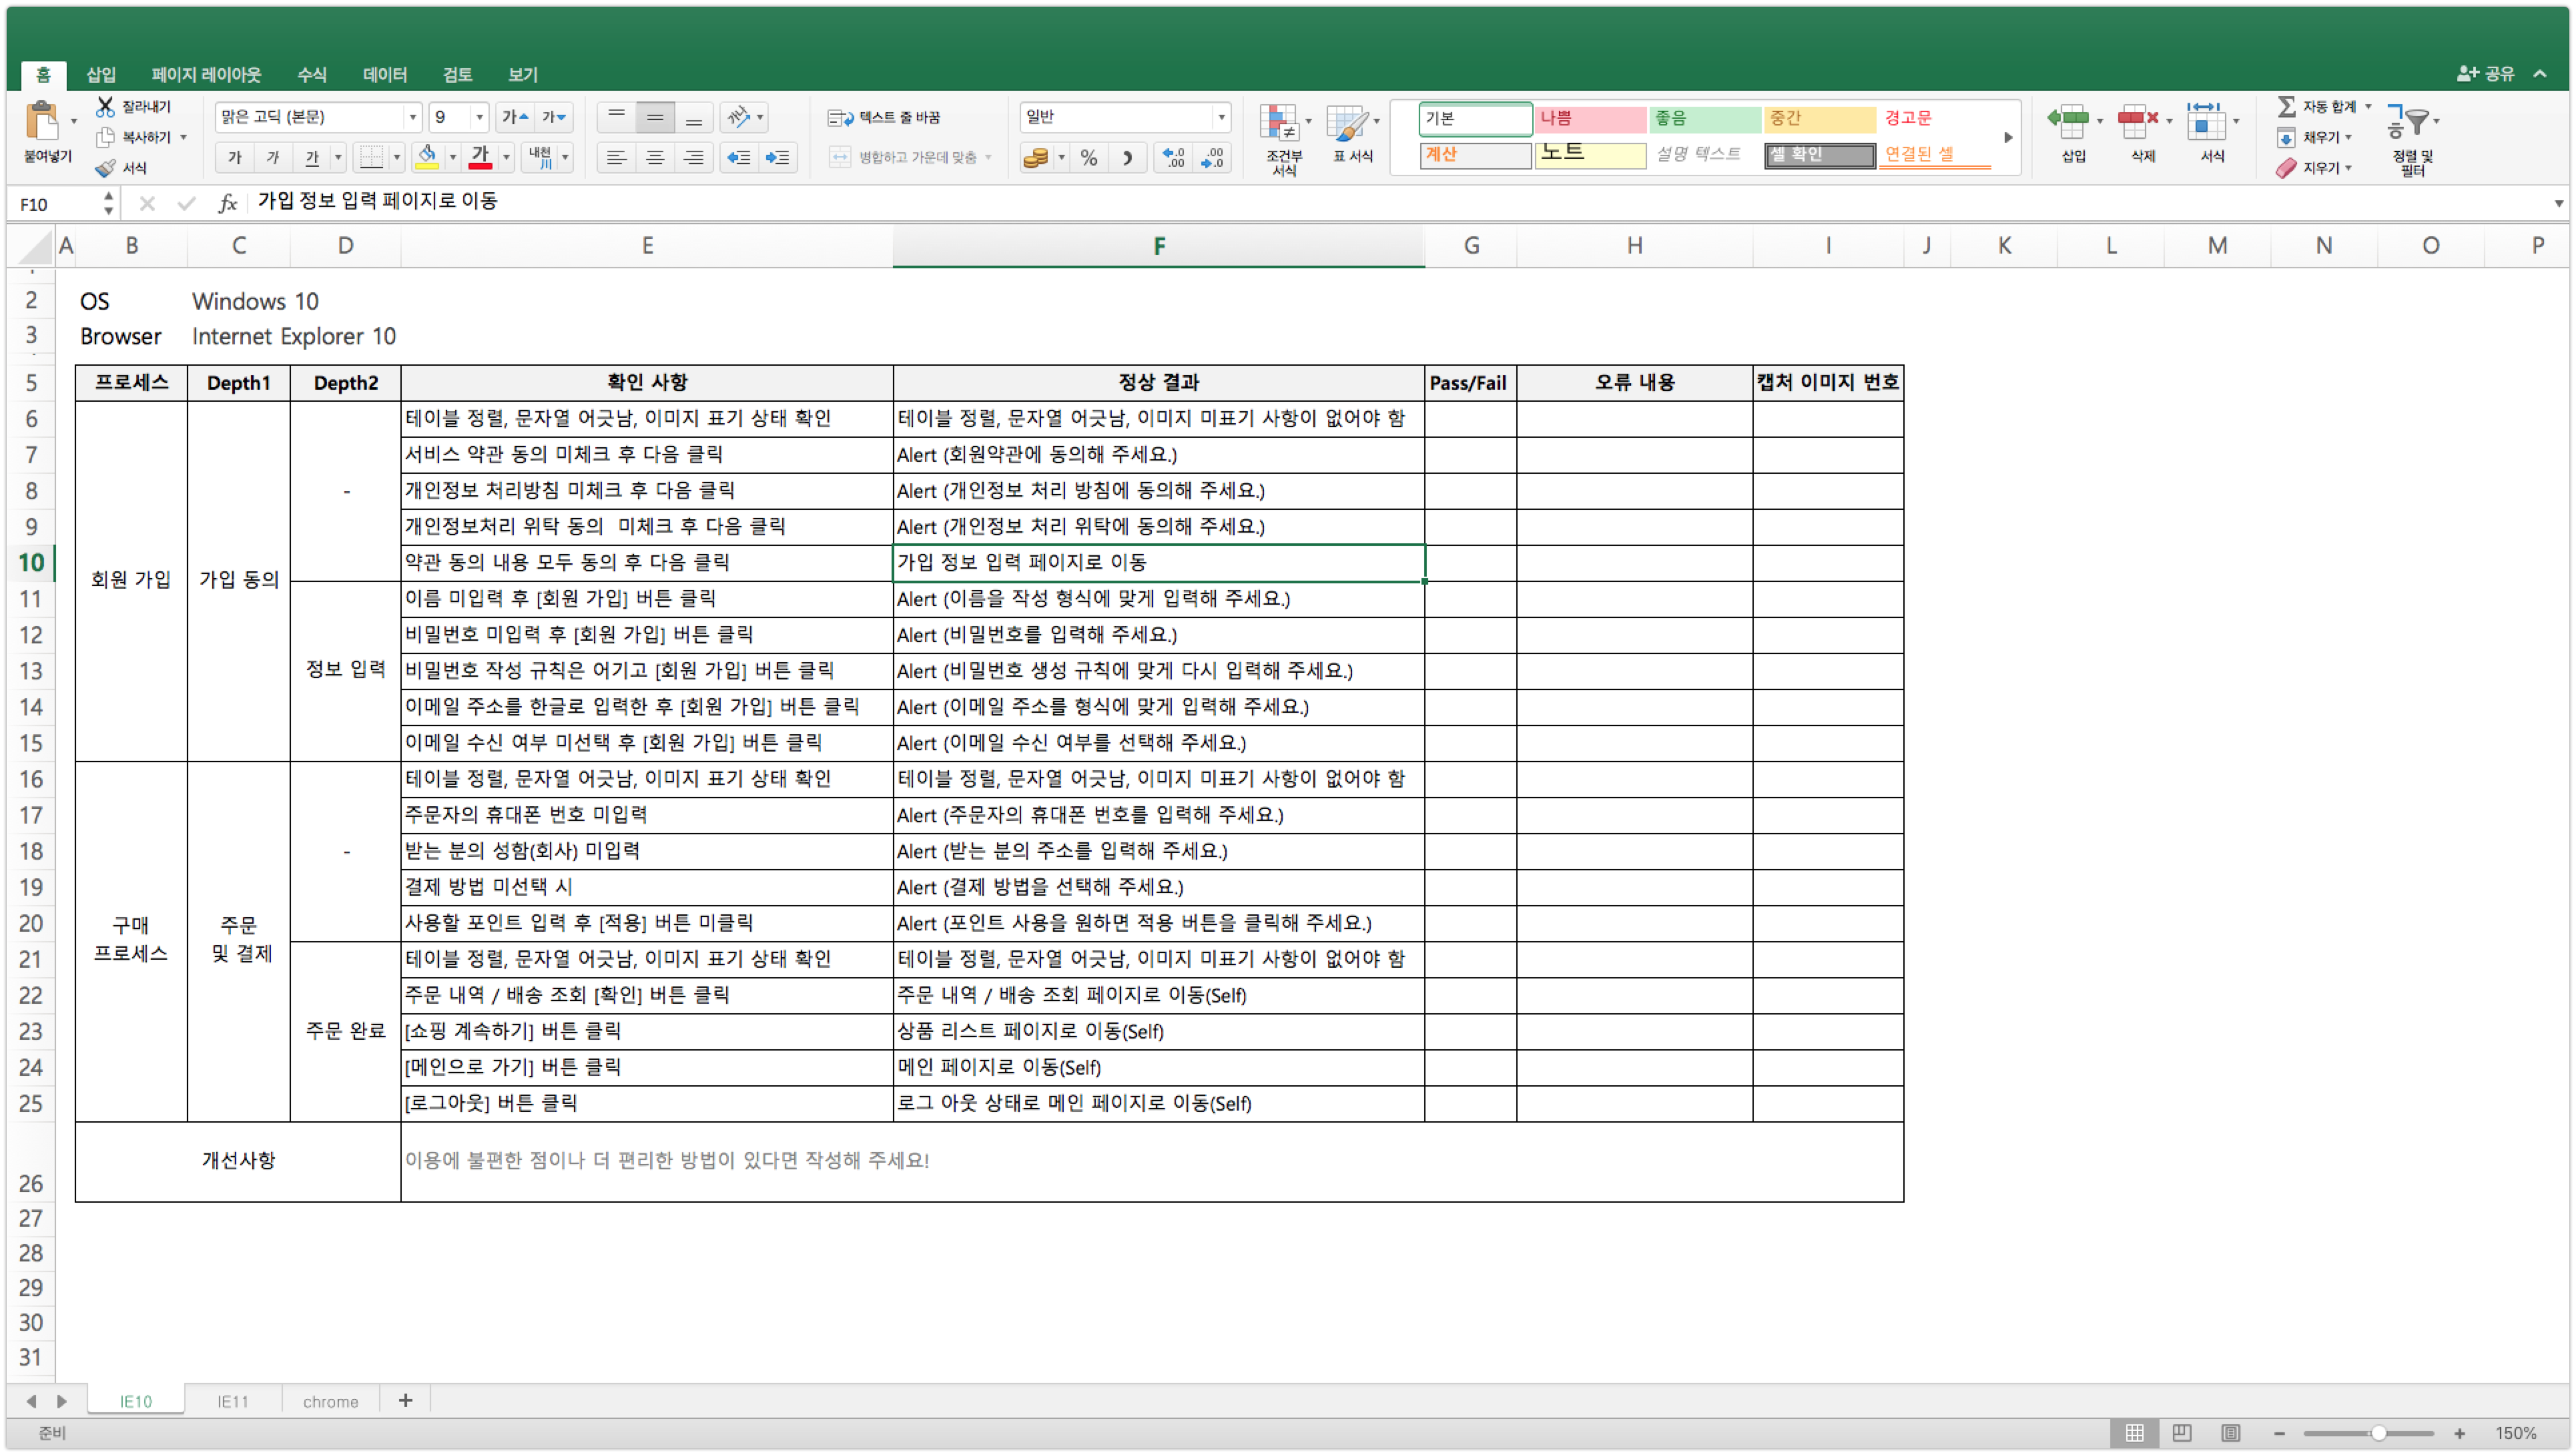 홈 삽입 페이지 레이아웃 수식 데이터 검토 보기 공유
붙여넣기 잘라내기 복사하기 서식
맑은 고딕 (본문) 9 가 가
가 가 가 가 내천 川
텍스트 줄 바꿈
병합하고 가운데 맞춤
일반
% .0 .00 .00 .0
조건부 서식 표 서식
기본 나쁨 좋음 중간 경고문
계산 노트 설명 텍스트 셀 확인 연결된 셀
삽입 삭제 서식
자동 합계 채우기 지우기
정렬 및 필터
F10 fx 가입 정보 입력 페이지로 이동
A B C D E F G H I J K L M N O P
2 OS Windows 10
3 Browser Internet Explorer 10
5 프로세스 Depth1 Depth2 확인 사항 정상 결과 Pass/Fail 오류 내용 캡처 이미지 번호
6 테이블 정렬, 문자열 어긋남, 이미지 표기 상태 확인 테이블 정렬, 문자열 어긋남, 이미지 미표기 사항이 없어야 함
7 서비스 약관 동의 미체크 후 다음 클릭 Alert (회원약관에 동의해 주세요.)
8 - 개인정보 처리방침 미체크 후 다음 클릭 Alert (개인정보 처리 방침에 동의해 주세요.)
9 개인정보처리 위탁 동의  미체크 후 다음 클릭 Alert (개인정보 처리 위탁에 동의해 주세요.)
10 약관 동의 내용 모두 동의 후 다음 클릭 가입 정보 입력 페이지로 이동
회원 가입 가입 동의
11 이름 미입력 후 [회원 가입] 버튼 클릭 Alert (이름을 작성 형식에 맞게 입력해 주세요.)
12 비밀번호 미입력 후 [회원 가입] 버튼 클릭 Alert (비밀번호를 입력해 주세요.)
13 정보 입력 비밀번호 작성 규칙은 어기고 [회원 가입] 버튼 클릭 Alert (비밀번호 생성 규칙에 맞게 다시 입력해 주세요.)
14 이메일 주소를 한글로 입력한 후 [회원 가입] 버튼 클릭 Alert (이메일 주소를 형식에 맞게 입력해 주세요.)
15 이메일 수신 여부 미선택 후 [회원 가입] 버튼 클릭 Alert (이메일 수신 여부를 선택해 주세요.)
16 테이블 정렬, 문자열 어긋남, 이미지 표기 상태 확인 테이블 정렬, 문자열 어긋남, 이미지 미표기 사항이 없어야 함
17 주문자의 휴대폰 번호 미입력 Alert (주문자의 휴대폰 번호를 입력해 주세요.)
18 - 받는 분의 성함(회사) 미입력 Alert (받는 분의 주소를 입력해 주세요.)
19 결제 방법 미선택 시 Alert (결제 방법을 선택해 주세요.)
20 사용할 포인트 입력 후 [적용] 버튼 미클릭 Alert (포인트 사용을 원하면 적용 버튼을 클릭해 주세요.)
구매 프로세스 주문 및 결제
21 테이블 정렬, 문자열 어긋남, 이미지 표기 상태 확인 테이블 정렬, 문자열 어긋남, 이미지 미표기 사항이 없어야 함
22 주문 내역 / 배송 조회 [확인] 버튼 클릭 주문 내역 / 배송 조회 페이지로 이동(Self)
23 주문 완료 [쇼핑 계속하기] 버튼 클릭 상품 리스트 페이지로 이동(Self)
24 [메인으로 가기] 버튼 클릭 메인 페이지로 이동(Self)
25 [로그아웃] 버튼 클릭 로그 아웃 상태로 메인 페이지로 이동(Self)
26 개선사항 이용에 불편한 점이나 더 편리한 방법이 있다면 작성해 주세요!
27
28
29
30
31
IE10 IE11 chrome +
준비 150%